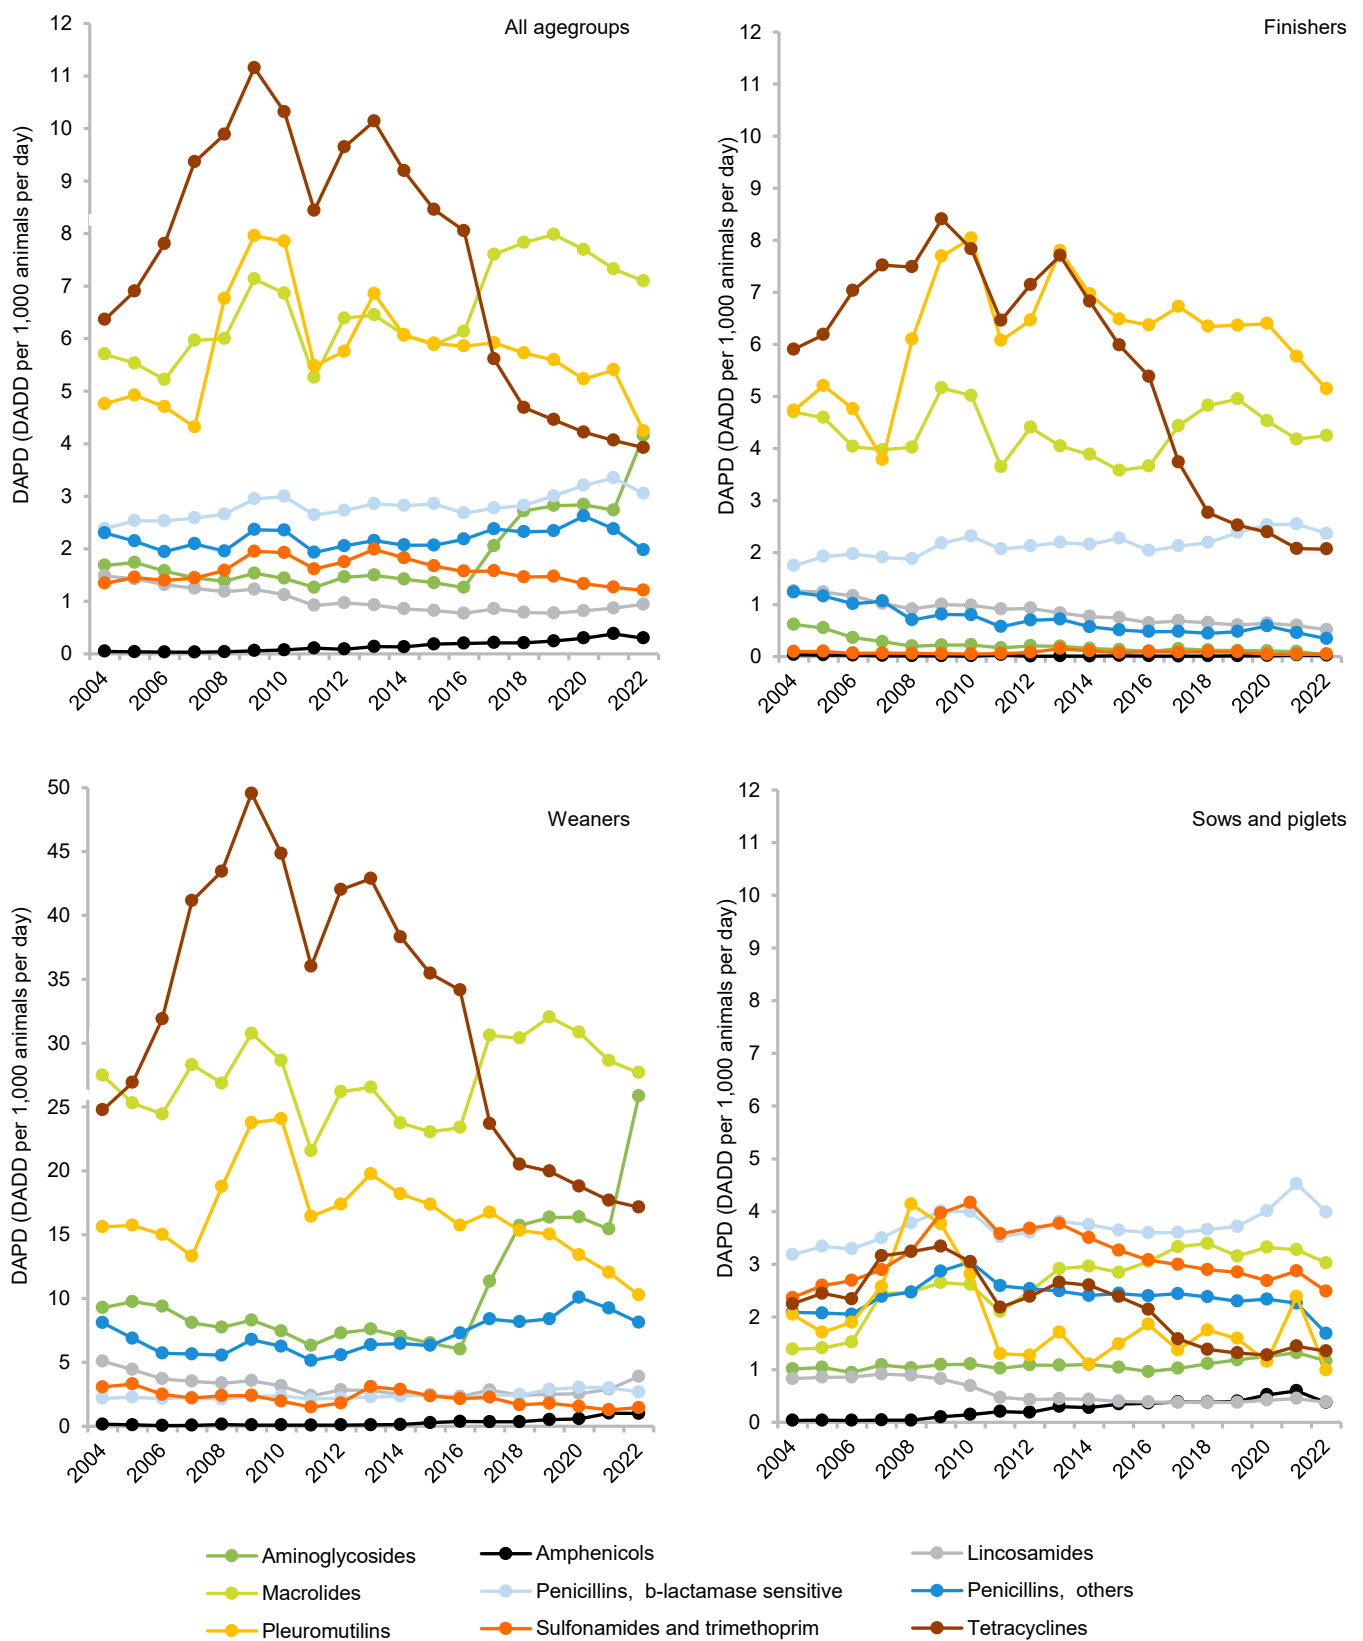 All agegroups
DAPD (DADD per 1,000 animals per day)
12
11
10
9
8
7
6
5
4
3
2
1
0
2004 2006 2008 2010 2012 2014 2016 2018 2020 2022
Finishers
DAPD (DADD per 1,000 animals per day)
12
11
10
9
8
7
6
5
4
3
2
1
0
2004 2006 2008 2010 2012 2014 2016 2018 2020 2022
Weaners
DAPD (DADD per 1,000 animals per day)
50
45
40
35
30
25
20
15
10
5
0
2004 2006 2008 2010 2012 2014 2016 2018 2020 2022
Sows and piglets
DAPD (DADD per 1,000 animals per day)
12
11
10
9
8
7
6
5
4
3
2
1
0
2004 2006 2008 2010 2012 2014 2016 2018 2020 2022
Aminoglycosides
Amphenicols
Lincosamides
Macrolides
Penicillins, b-lactamase sensitive
Penicillins, others
Pleuromutilins
Sulfonamides and trimethoprim
Tetracyclines